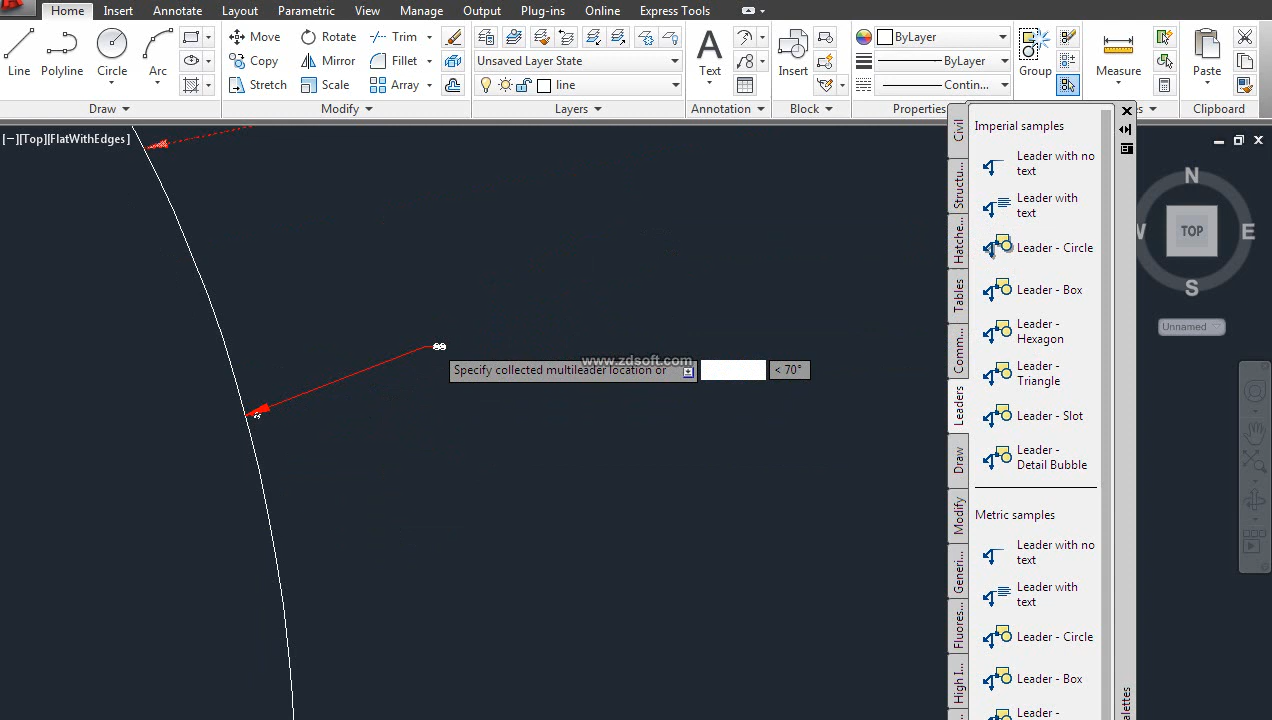 Home Insert Annotate Layout Parametric View Manage Output Plug-ins Online Express Tools
Line Polyline Circle Arc
Move Rotate Trim
Copy Mirror Fillet
Stretch Scale Array
Unsaved Layer State
line
Text
Insert
ByLayer
ByLayer
Contin...
Group
Measure
Paste
Draw
Modify
Layers
Annotation
Block
Properties
Clipboard
[−][Top][FlatWithEdges]
Civil
Structu...
Hatche...
Tables
Comm...
Leaders
Draw
Modify
Generi...
Fluores...
High I...
Imperial samples
Leader with no
text
Leader with
text
Leader - Circle
Leader - Box
Leader -
Hexagon
Leader -
Triangle
Leader - Slot
Leader -
Detail Bubble
Metric samples
Leader with no
text
Leader with
text
Leader - Circle
Leader - Box
Leader -
N
W
TOP
E
S
Unnamed
www.zdsoft.com
Specify collected multileader location or
< 70°